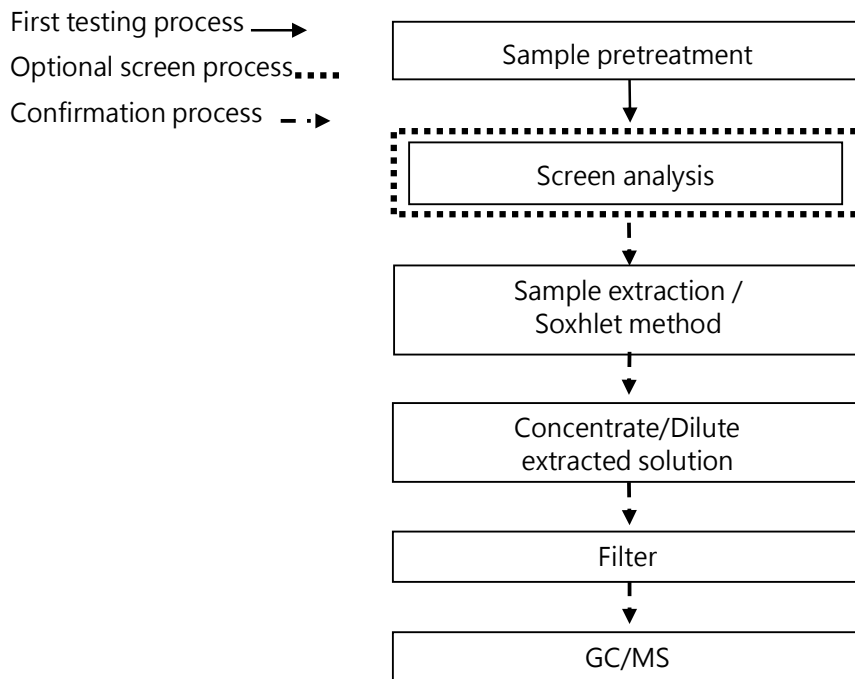 First testing process
Optional screen process
Confirmation process
Sample pretreatment
Screen analysis
Sample extraction /
Soxhlet method
Concentrate/Dilute
extracted solution
Filter
GC/MS